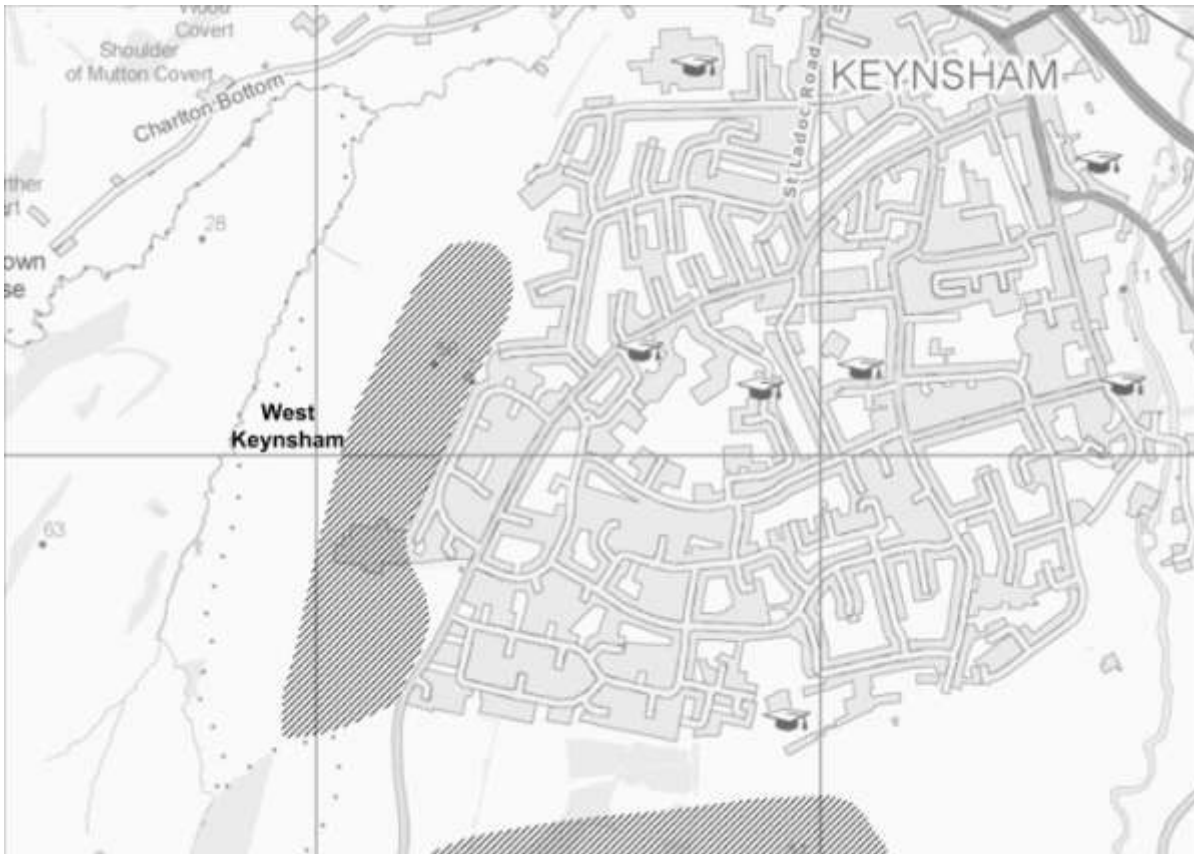 Covert
Shoulder
of Mutton Covert
Charlton Bottom
St Ladoc Road
KEYNSHAM
28
West
Keynsham
63